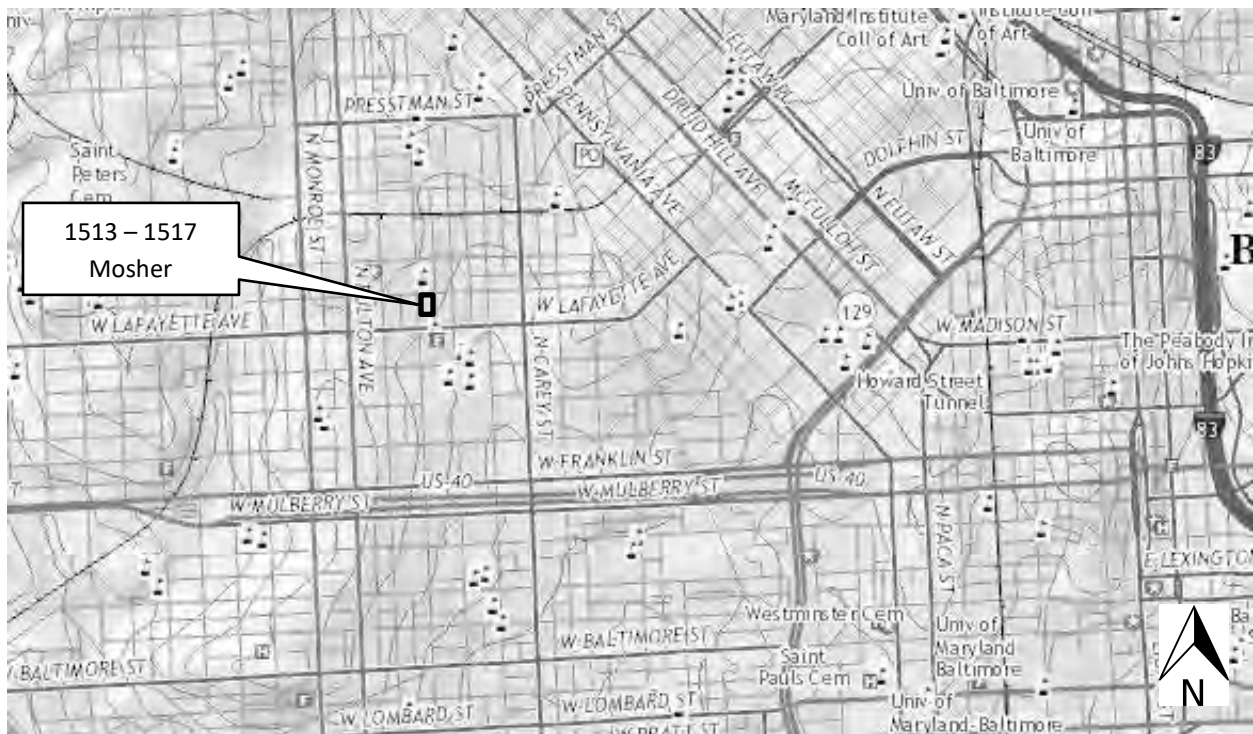 Maryland Institute
Coll of Art
Institute Coll
of Art
Univ of Baltimore
Univ of
Baltimore
EUTAW PL
PRESSTMAN ST
PRESSTMAN ST
PENNSYLVANIA AVE
DRUID HILL AVE
MCCULLOH ST
DOLPHIN ST
N EUTAW ST
83
PO
Saint
Peters
Cem
N MONROE ST
1513 – 1517
Mosher
W LAFAYETTE AVE
W LAFAYETTE AVE
N CAREY ST
129
W MADISON ST
The Peabody In
of Johns Hopki
Howard Street
Tunnel
83
B
W FRANKLIN ST
US-40
US-40
W MULBERRY ST
W MULBERRY ST
N PACA ST
E LEXINGTON
Westminster Cem
W BALTIMORE ST
W BALTIMORE ST
Univ of
Maryland
Baltimore
Saint
Pauls Cem
W LOMBARD ST
W LOMBARD ST
Univ of
Maryland-Baltimore
W PRATT ST
N